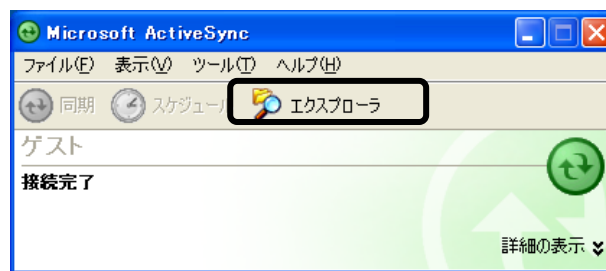 Microsoft ActiveSync
ファイル(F) 表示(V) ツール(T) ヘルプ(H)
同期 スケジュール エクスプローラ
ゲスト
接続完了
詳細の表示